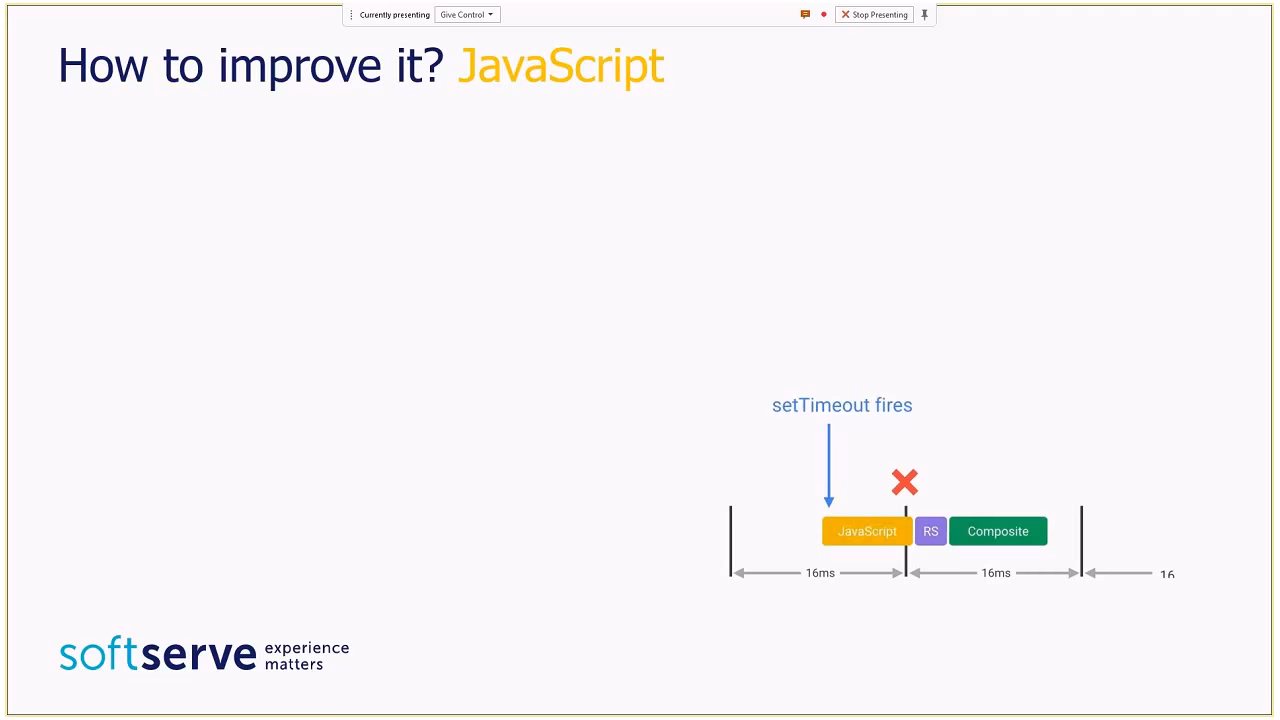 Currently presenting Give Control Stop Presenting
How to improve it? JavaScript
setTimeout fires
JavaScript RS Composite
16ms 16ms 16
softserve experience matters